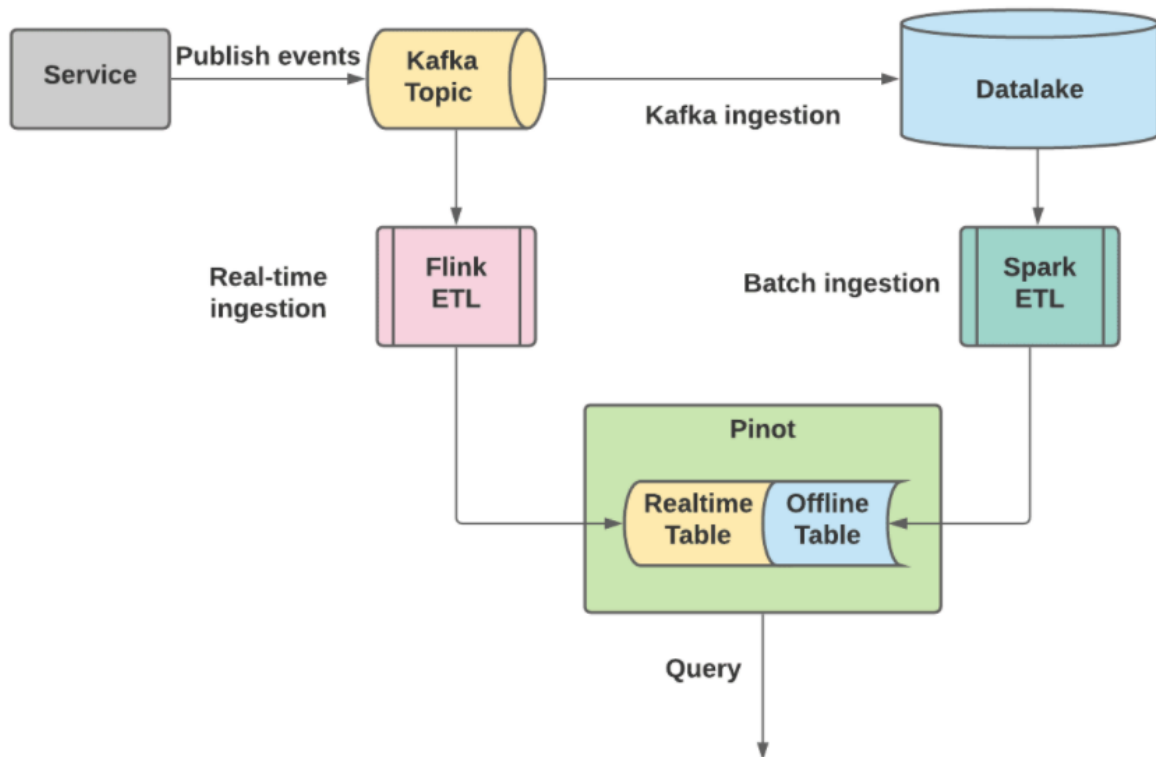 Service
Publish events
Kafka
Topic
Kafka ingestion
Datalake
Real-time
ingestion
Flink
ETL
Batch ingestion
Spark
ETL
Pinot
Realtime
Table
Offline
Table
Query